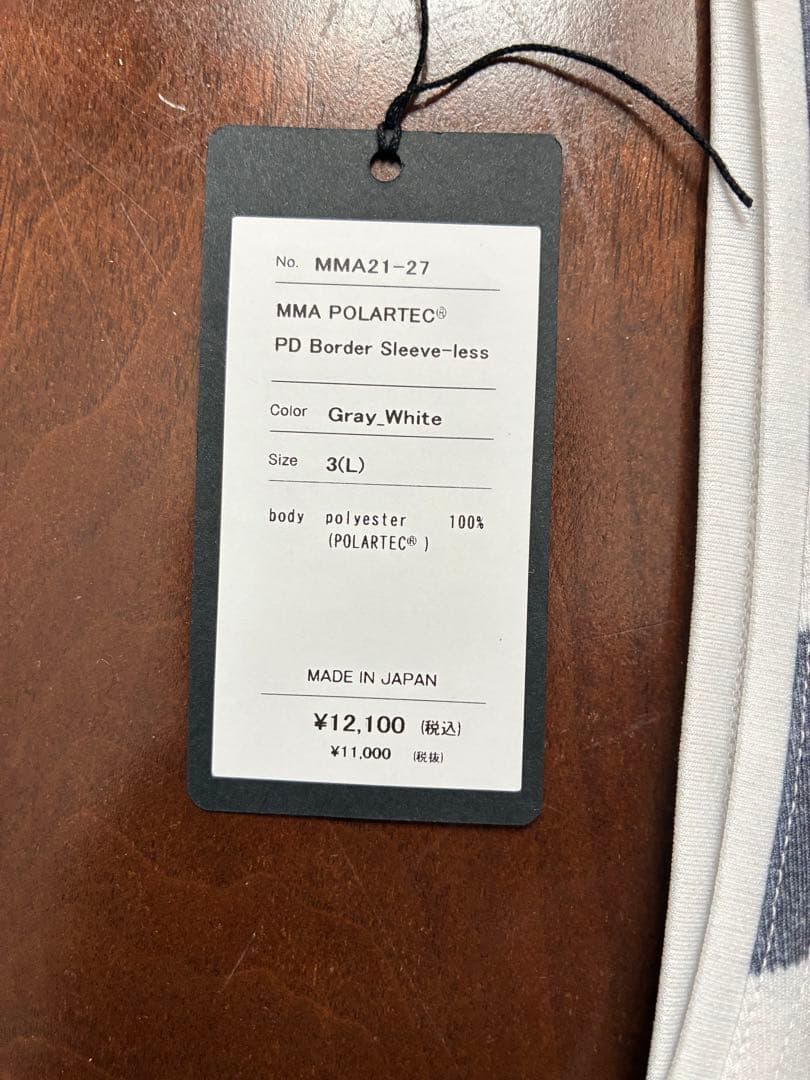 No. MMA21-27
MMA POLARTEC®
PD Border Sleeve-less
Color Gray_White
Size 3(L)
body polyester 100%
(POLARTEC® )
MADE IN JAPAN
¥12,100 (税込)
¥11,000 (税抜)